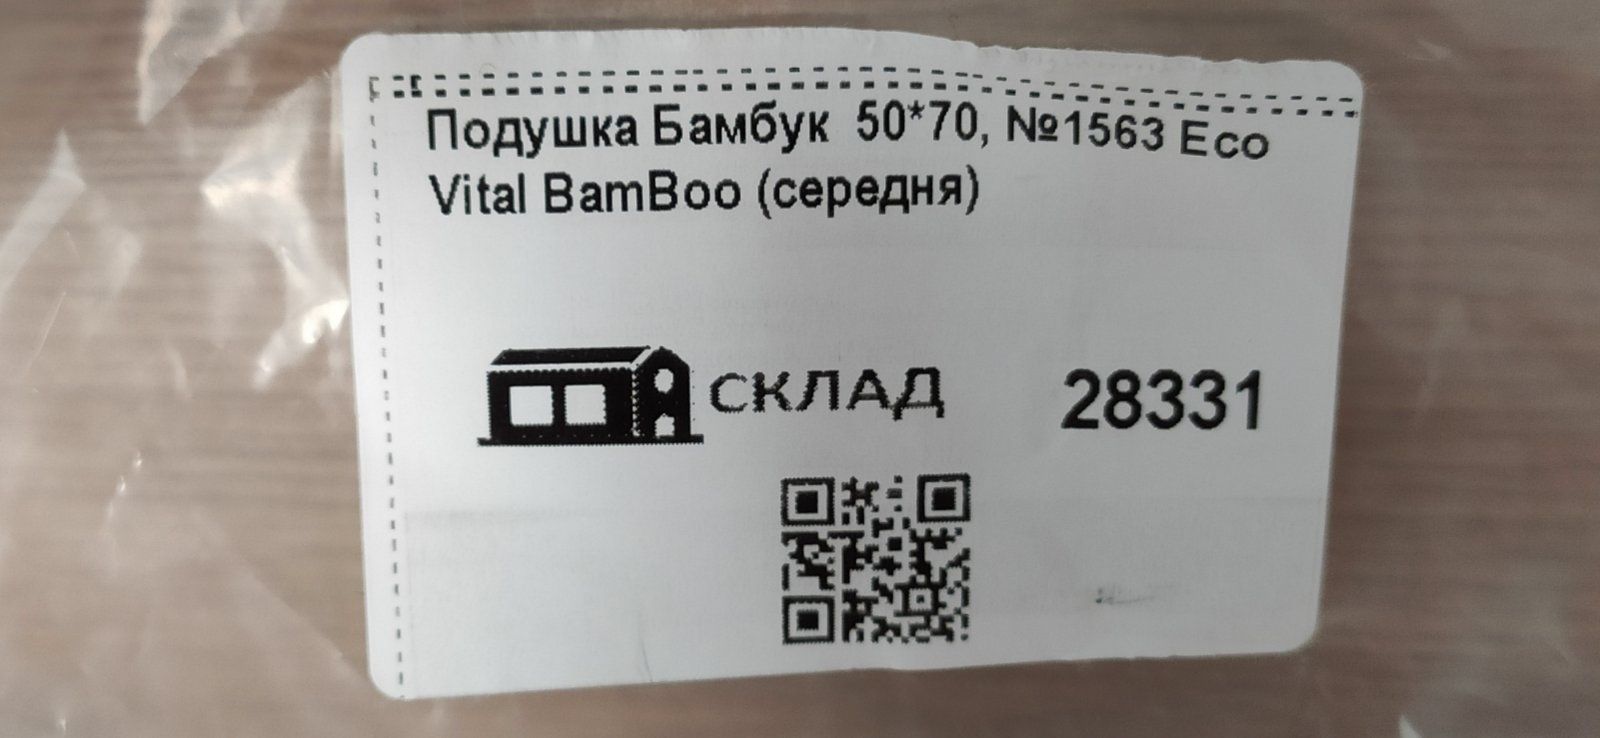 Подушка Бамбук 50*70, №1563 Eco
Vital BamBoo (середня)
СКЛАД 28331